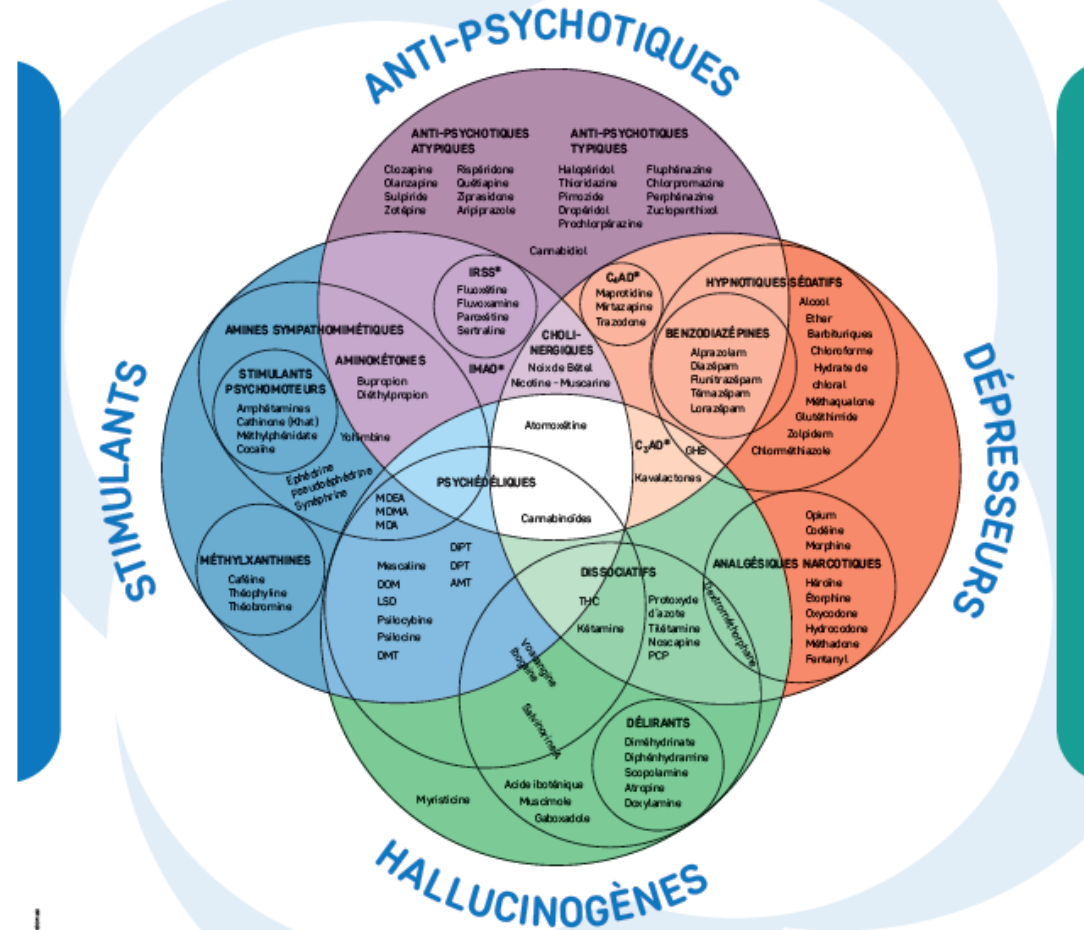 ANTI-PSYCHOTIQUES
ANTI-PSYCHOTIQUES
ATYPIQUES
Clozapine
Olanzapine
Sulpiride
Zotépine
Rispéridone
Quétiapine
Ziprasidone
Aripiprazole
ANTI-PSYCHOTIQUES
TYPIQUES
Halopéridol
Thioridazine
Pimozide
Dropéridol
Prochlorpérazine
Fluphénazine
Chlorpromazine
Perphénazine
Zuclopenthixol
Cannabidiol
STIMULANTS
IRSS*
Fluoxétine
Fluvoxamine
Paroxétine
Sertraline
IMAO*
AMINES SYMPATHOMIMÉTIQUES
AMINOKÉTONES
Bupropion
Diéthylpropion
STIMULANTS
PSYCHOMOTEURS
Amphétamines
Cathinone (Khat)
Méthylphénidate
Cocaïne
Yohimbine
Ephédrine
Pseudoéphédrine
Synéphrine
MÉTHYLXANTHINES
Caféine
Théophyline
Théobromine
C₄AD*
Maprotidine
Mirtazapine
Trazodone
CHOLI-
NERGIQUES
Noix de Bétel
Nicotine - Muscarine
Atomoxétine
Cannabinoïdes
DÉPRESSEURS
HYPNOTIQUES SÉDATIFS
Alcool
Ether
Barbituriques
Chloroforme
Hydrate de
chloral
Méthaqualone
Glutéthimide
Zolpidem
Chlorméthiazole
BENZODIAZÉPINES
Alprazolam
Diazépam
Flunitrazépam
Témazépam
Lorazépam
C₃AD*
GHB
Kavalactones
Opium
Codéine
Morphine
ANALGÉSIQUES NARCOTIQUES
Héroïne
Étorphine
Oxycodone
Hydrocodone
Méthadone
Fentanyl
PSYCHÉDÉLIQUES
MDEA
MDMA
MDA
DiPT
DPT
AMT
Mescaline
DOM
LSD
Psilocybine
Psilocine
DMT
DISSOCIATIFS
THC
Kétamine
Protoxyde
d'azote
Tilétamine
Noscapine
PCP
Dextrométhorphane
Voacangine
Ibogaïne
Salvinorine A
DÉLIRANTS
Diméhydrinate
Diphénhydramine
Scopolamine
Atropine
Doxylamine
Acide iboténique
Muscimole
Gaboxadole
Myristicine
HALLUCINOGÈNES